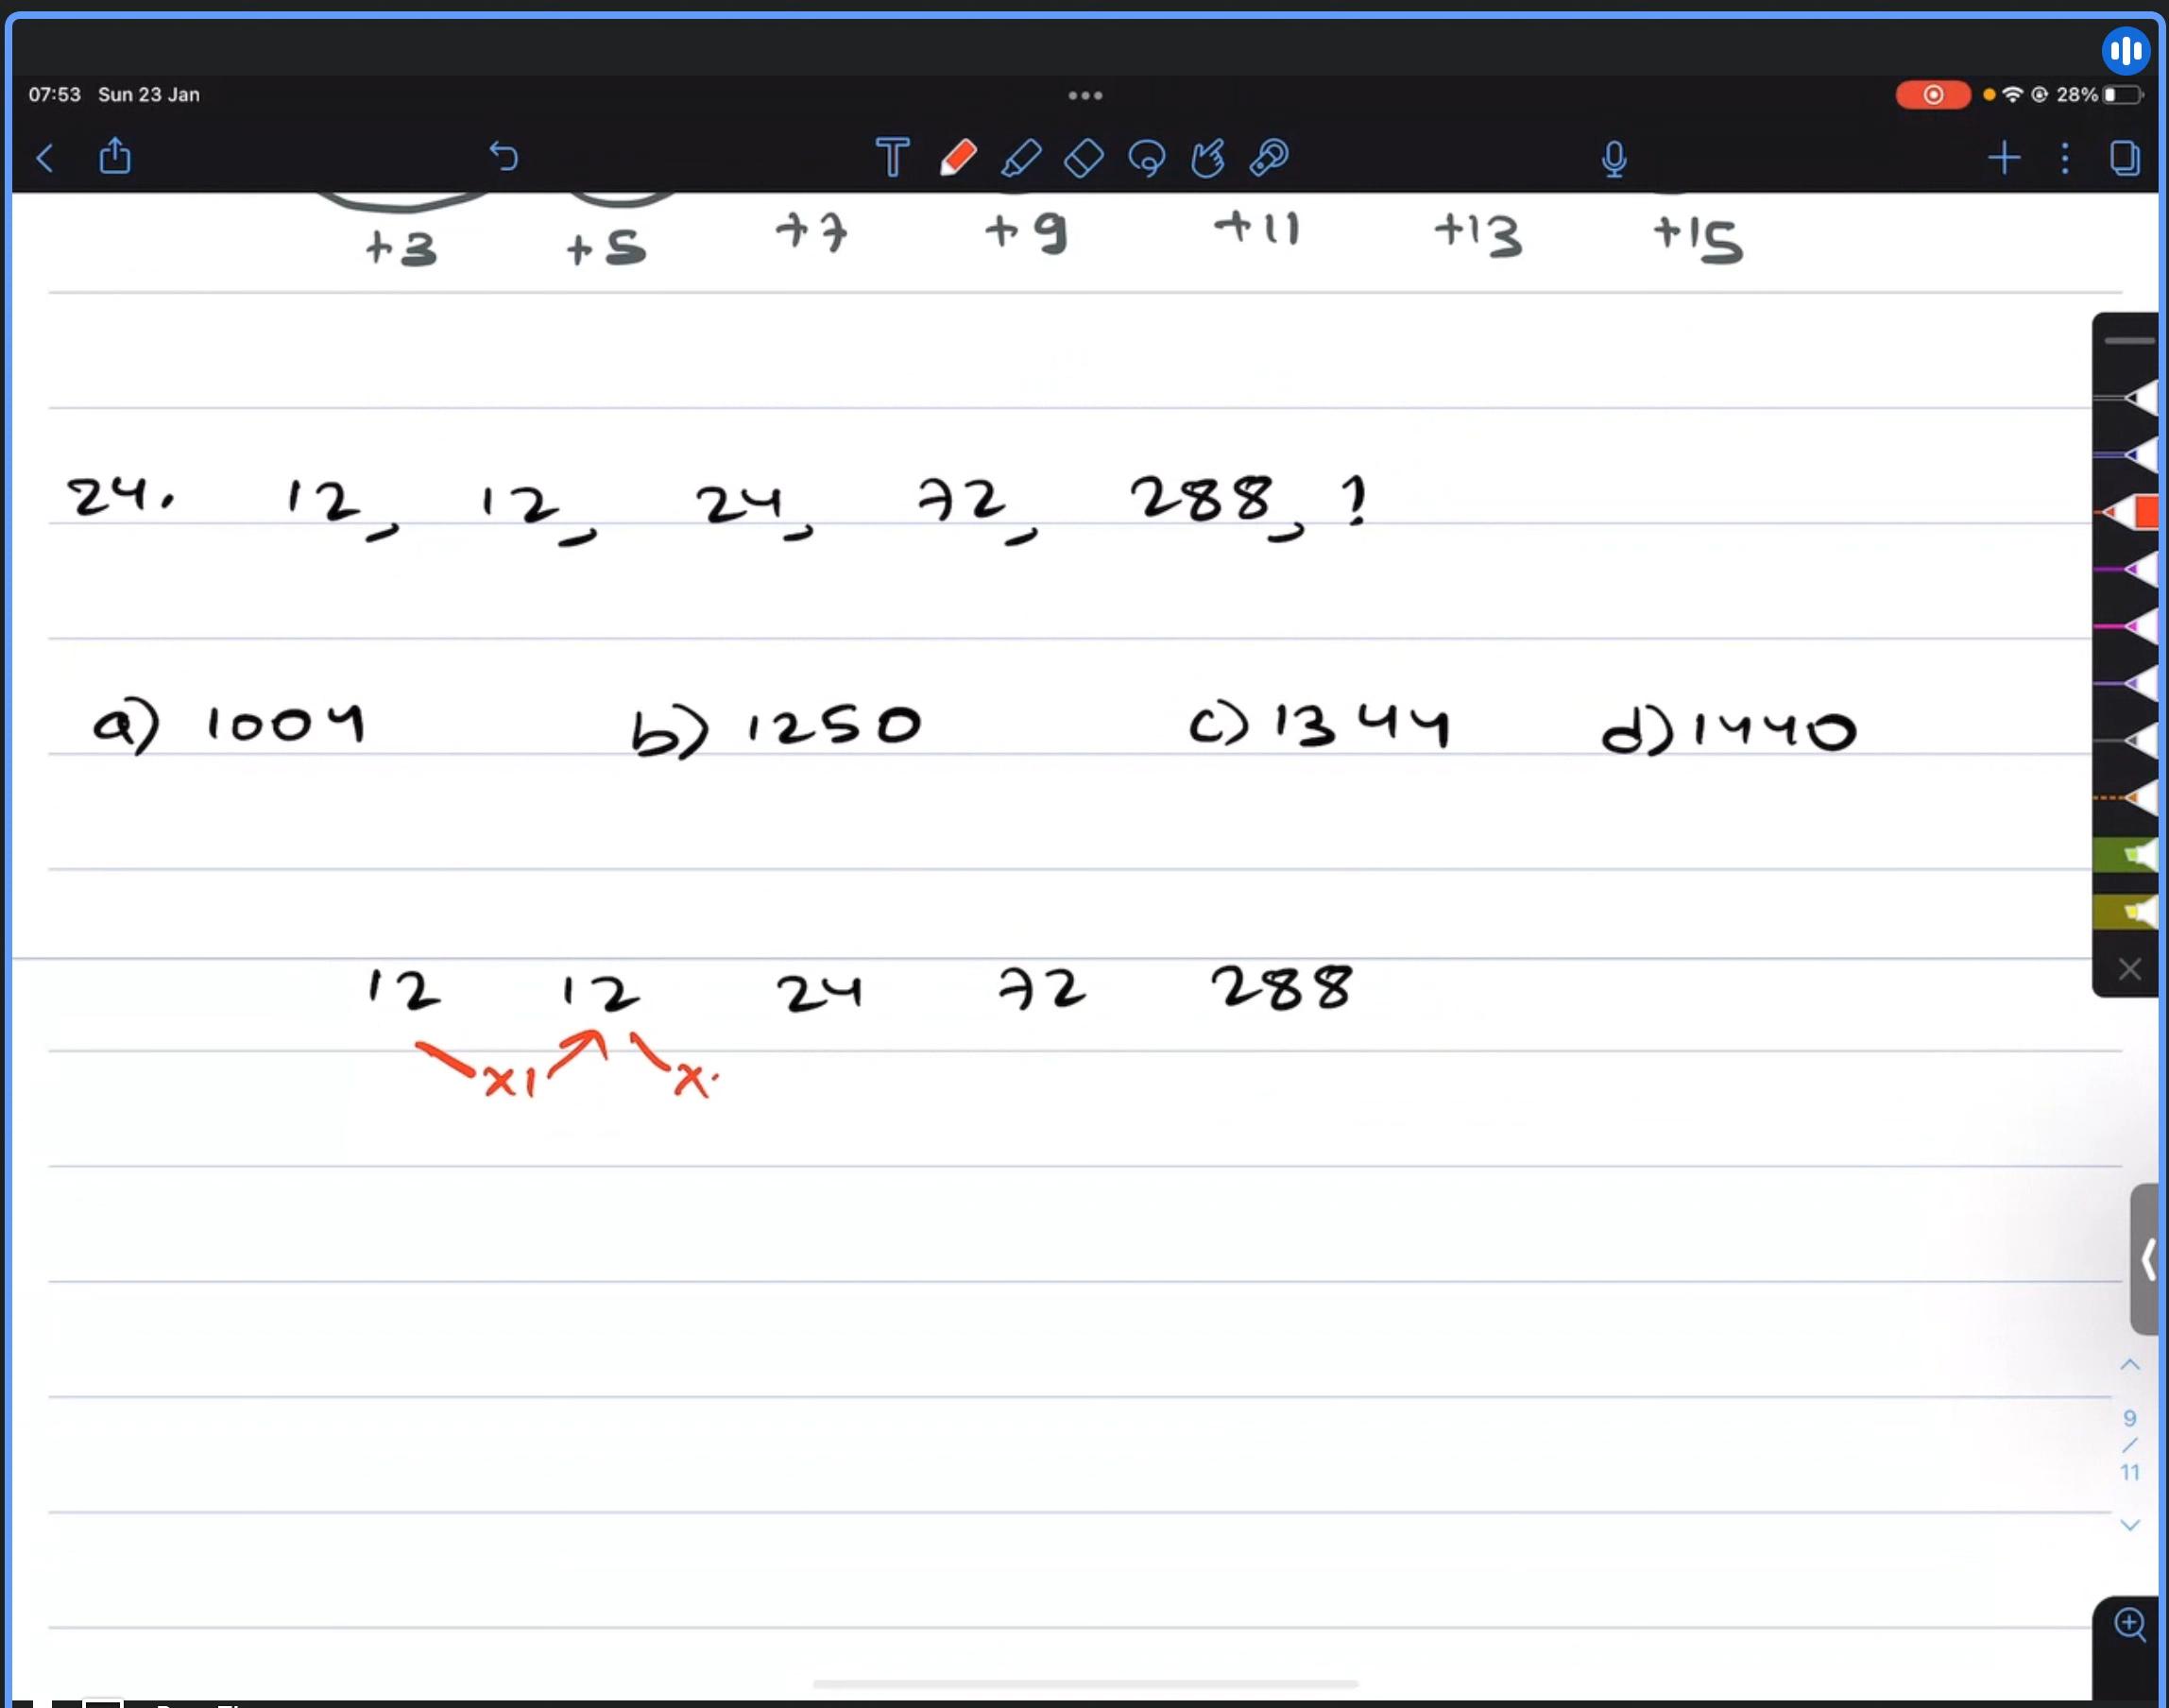 07:53 Sun 23 Jan 28%
T
+3 +5 +7 +9 +11 +13 +15
24. 12, 12, 24, 72, 288, ?
a) 1004 b) 1250 c) 1344 d) 1440
12 12 24 72 288
x1 x
9
/
11